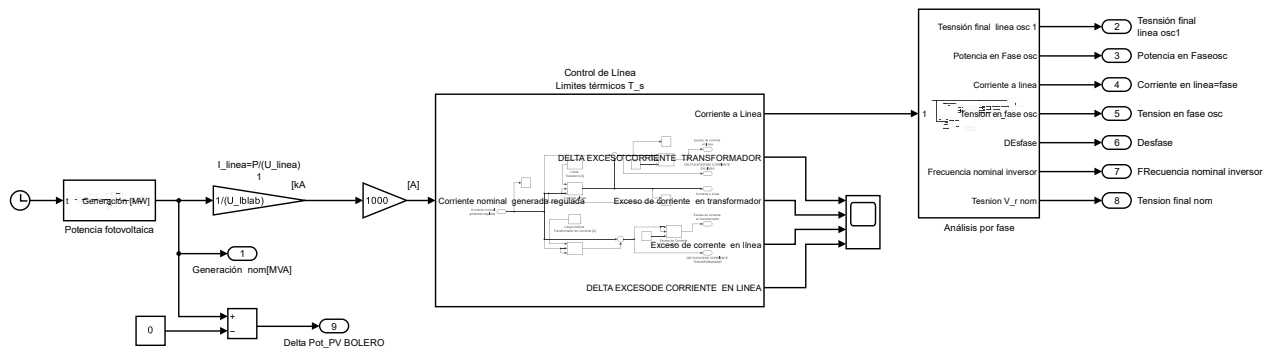 Tesnsión final linea osc 1
2
Tesnsión final
linea osc1
Potencia en Fase osc
3
Potencia en Faseosc
Control de Línea
Limites térmicos T_s
Corriente a linea
4
Corriente en linea=fase
Corriente a Linea
1
Tension en fase osc
5
Tension en fase osc
DEsfase
6
Desfase
DELTA EXCESO CORRIENTE TRANSFORMADOR
I_linea=P/(U_linea)
1
Frecuencia nominal inversor
7
FRecuencia nominal inversor
[kA
[A]
t
Generación [MW]
1/(U_lblab)
1000
Corriente nominal generada regulada
Exceso de corriente en transformador
Tesnion V_r nom
8
Tension final nom
Potencia fotovoltaica
Análisis por fase
Exceso de corrente en línea
1
Generación nom[MVA]
DELTA EXCESODE CORRIENTE EN LINEA
0
+
−
9
Delta Pot_PV BOLERO